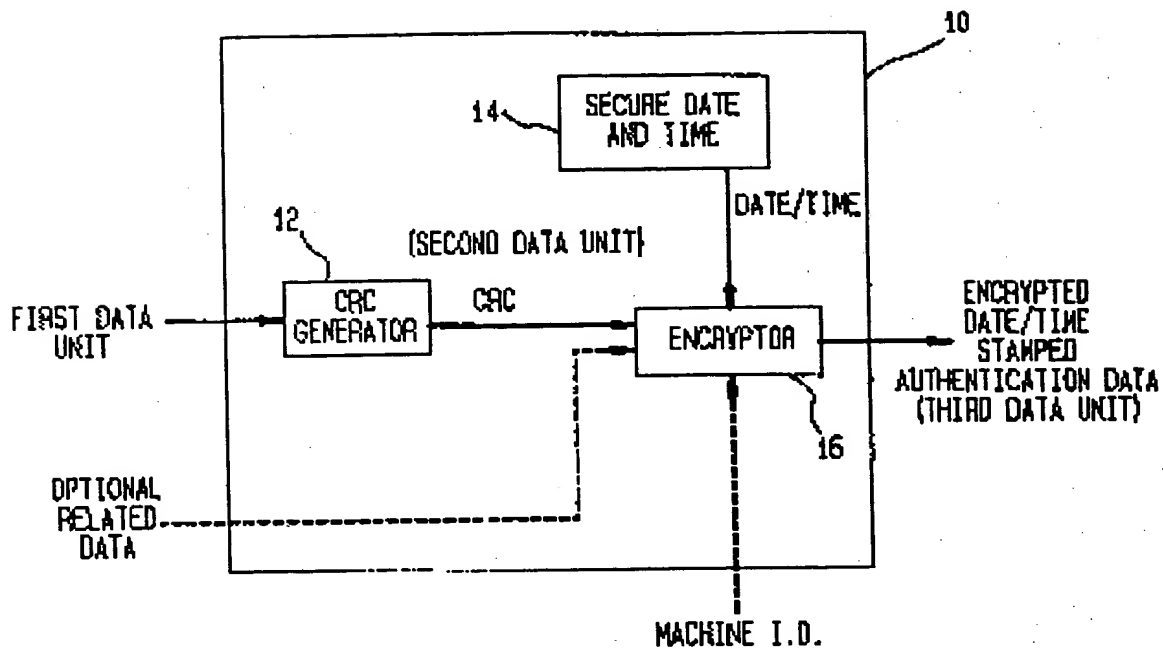 10
14
SECURE DATE
AND TIME
DATE/TIME
12
(SECOND DATA UNIT)
FIRST DATA
UNIT
CRC
GENERATOR
CRC
ENCRYPTOR
ENCRYPTED
DATE/TIME
STAMPED
AUTHENTICATION DATA
(THIRD DATA UNIT)
16
OPTIONAL
RELATED
DATA
MACHINE I.D.